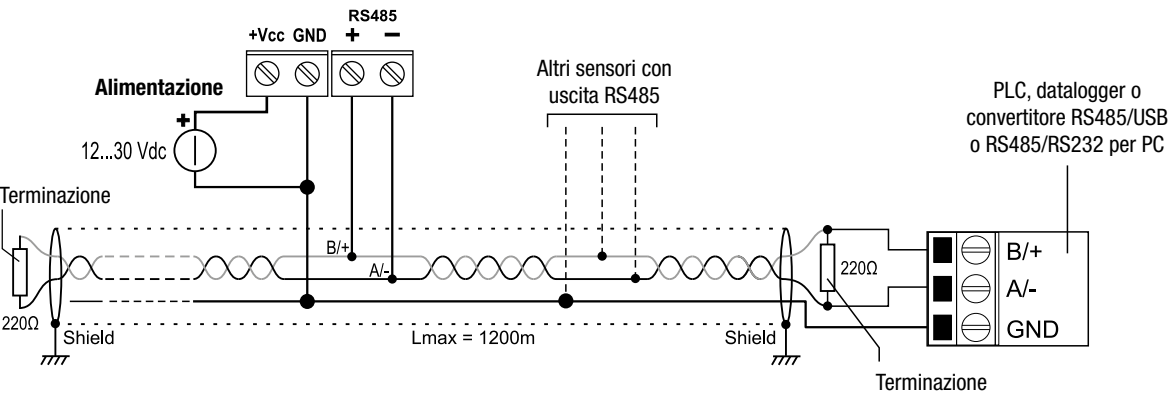 RS485
+Vcc GND + −
Alimentazione
+
12...30 Vdc
Altri sensori con
uscita RS485
PLC, datalogger o
convertitore RS485/USB
o RS485/RS232 per PC
Terminazione
B/+
A/-
220Ω
Shield
Lmax = 1200m
Shield
220Ω
B/+
A/-
GND
Terminazione